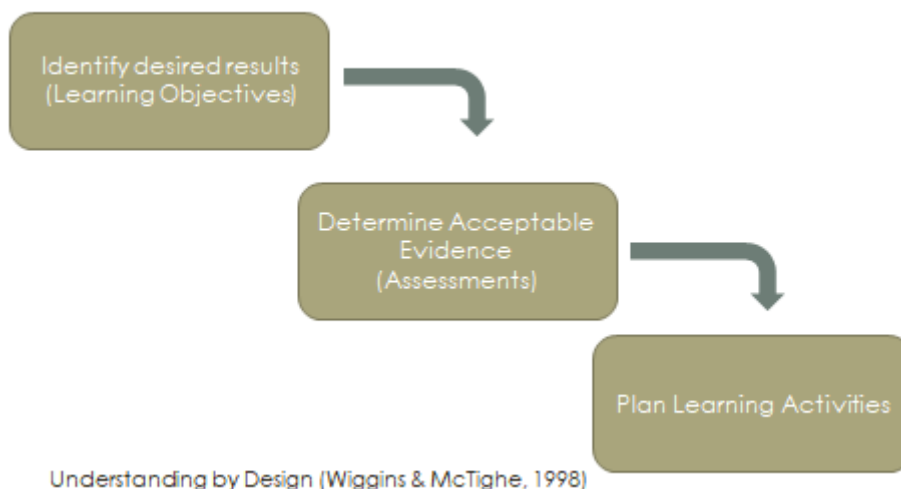 Identify desired results
(Learning Objectives)
Determine Acceptable
Evidence
(Assessments)
Plan Learning Activities
Understanding by Design (Wiggins & McTighe, 1998)